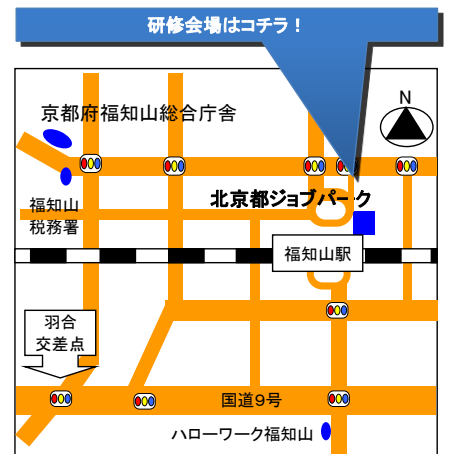 研修会場はコチラ！
N
京都府福知山総合庁舎
北京都ジョブパーク
福知山
税務署
福知山駅
羽合
交差点
国道9号
ハローワーク福知山